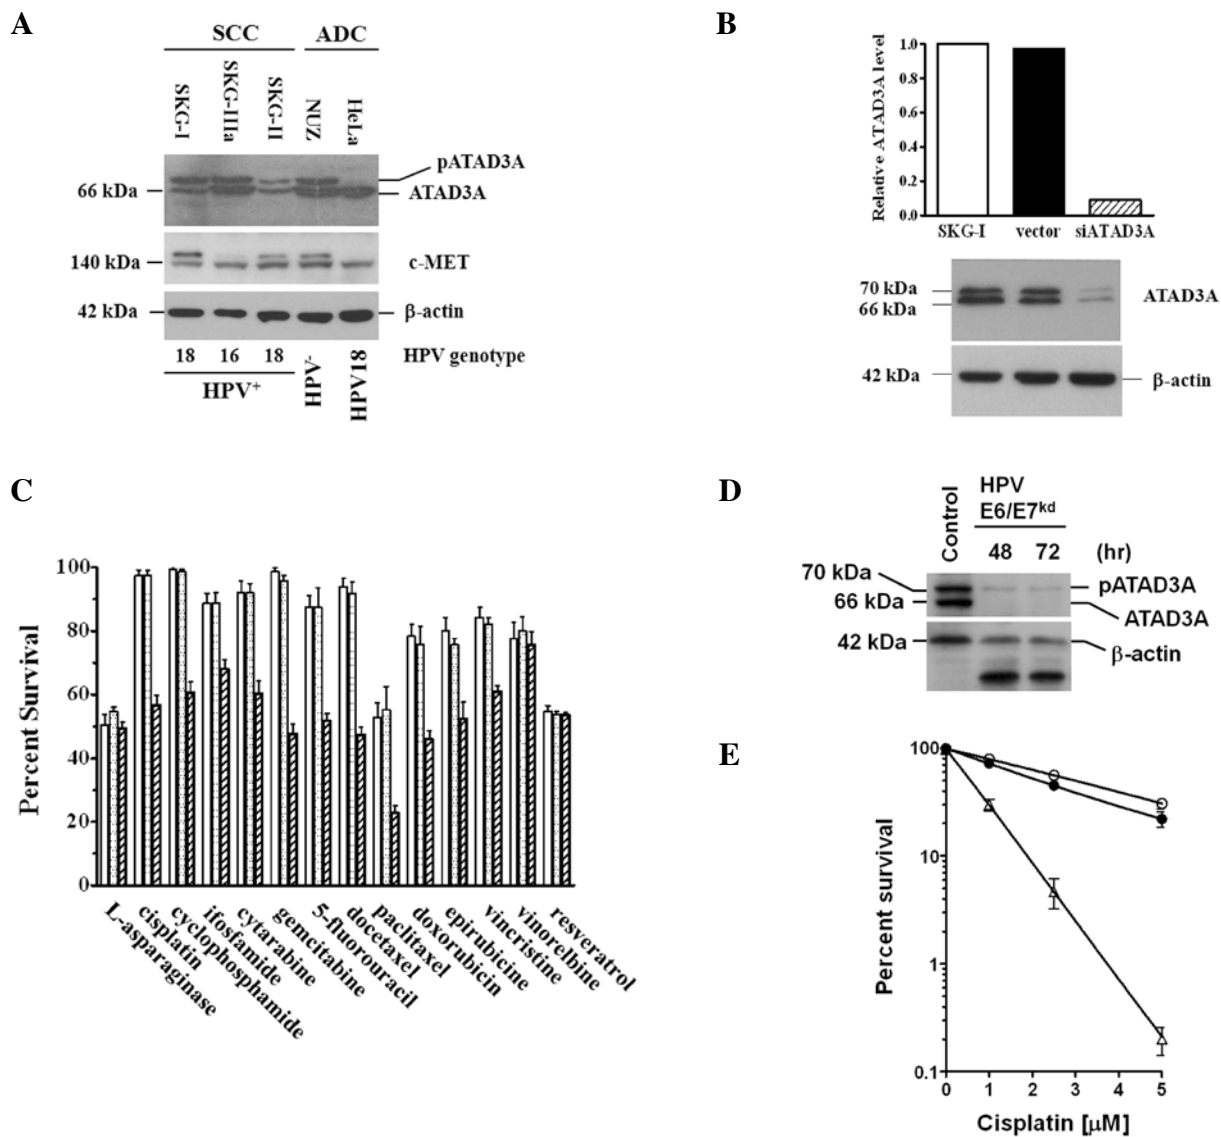 A
SCC ADC
SKG-I SKG-IIIa SKG-II NUZ HeLa
pATAD3A
66 kDa ATAD3A
140 kDa c-MET
42 kDa β-actin
18 16 18 HPV- HPV18 HPV genotype
HPV+
B
Relative ATAD3A level
1.0
0.8
0.6
0.4
0.2
0.0
SKG-I vector siATAD3A
70 kDa ATAD3A
66 kDa
42 kDa β-actin
C
Percent Survival
100
80
60
40
20
0
L-asparaginase
cisplatin
cyclophosphamide
ifosfamide
cytarabine
gemcitabine
5-fluorouracil
docetaxel
paclitaxel
doxorubicin
epirubicine
vincristine
vinorelbine
resveratrol
D
Control
HPV
E6/E7kd
48 72 (hr)
70 kDa pATAD3A
66 kDa ATAD3A
42 kDa β-actin
E
Percent survival
100
10
1
0.1
0 1 2 3 4 5
Cisplatin [µM]